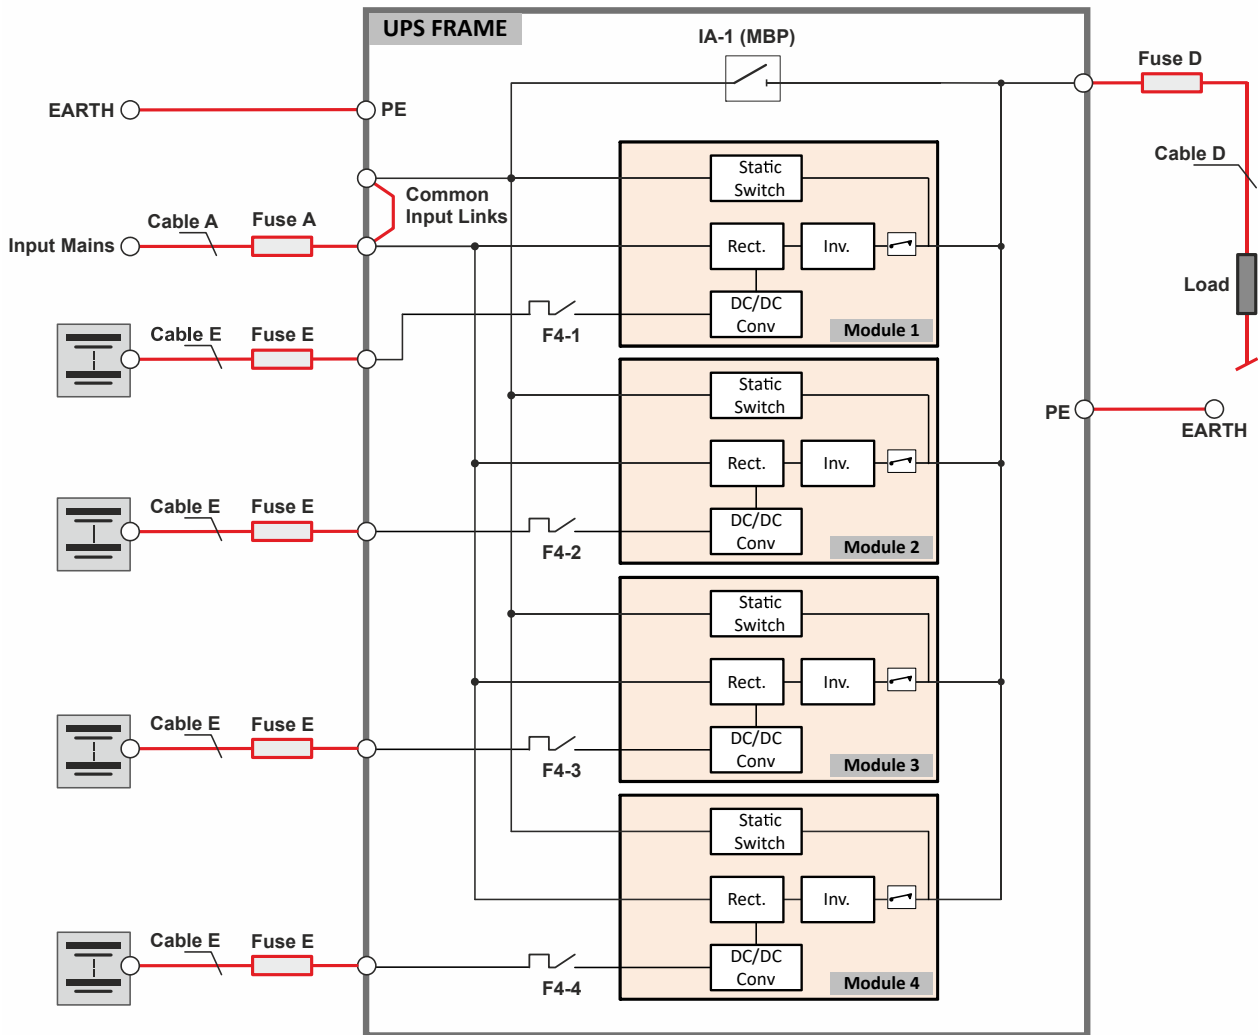 UPS FRAME
IA-1 (MBP)
Fuse D
EARTH
PE
Cable D
Static
Switch
Common
Input Links
Cable A
Fuse A
Input Mains
Rect.
Inv.
Load
DC/DC
Conv
F4-1
Module 1
Cable E
Fuse E
Static
Switch
PE
EARTH
Rect.
Inv.
Cable E
Fuse E
DC/DC
Conv
F4-2
Module 2
Static
Switch
Rect.
Inv.
Cable E
Fuse E
DC/DC
Conv
F4-3
Module 3
Static
Switch
Rect.
Inv.
Cable E
Fuse E
DC/DC
Conv
F4-4
Module 4